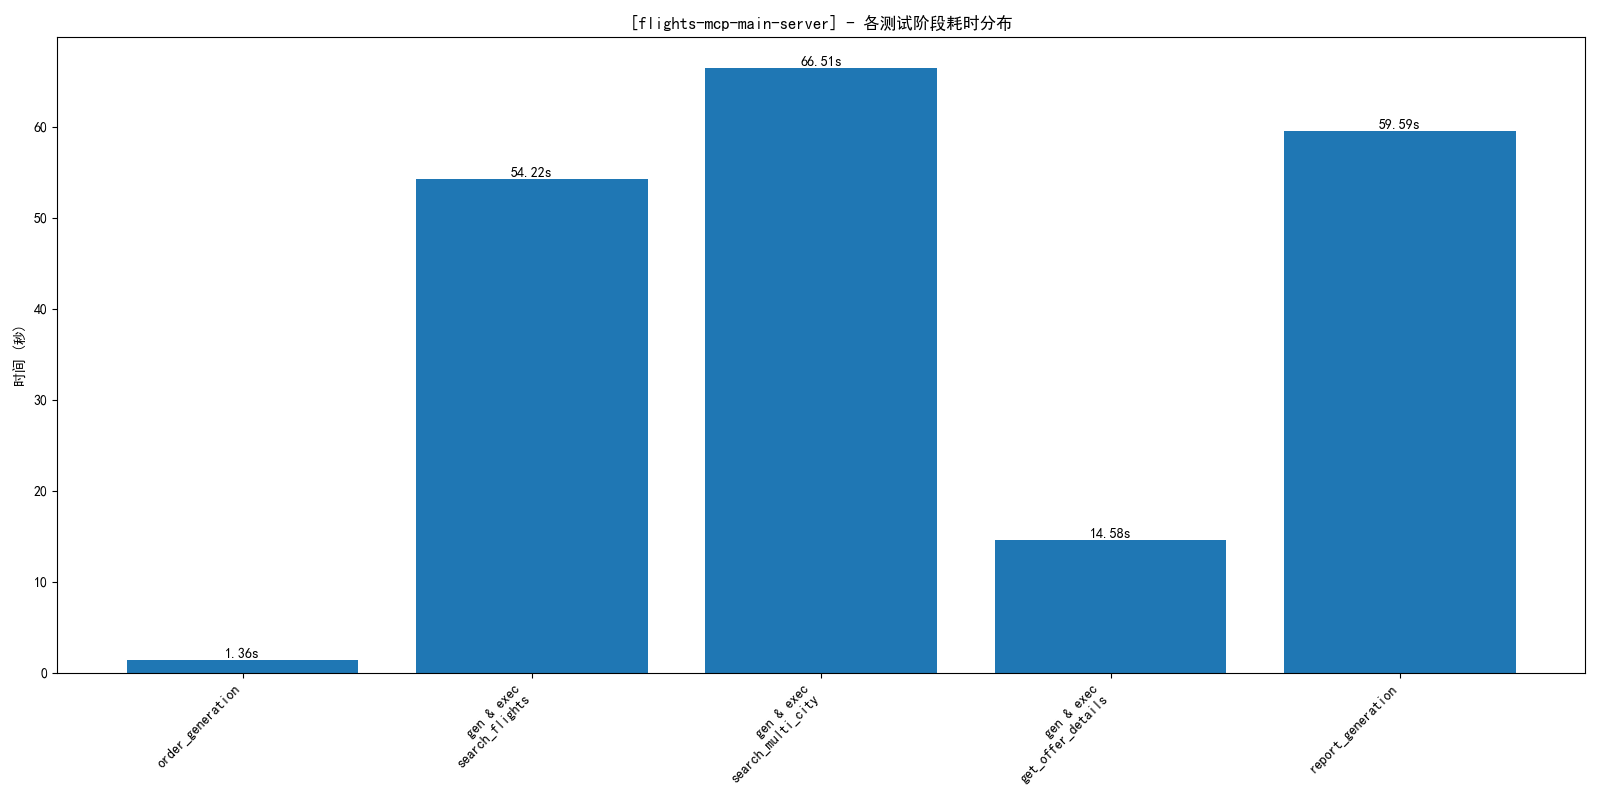 [flights-mcp-main-server] - 各测试阶段耗时分布
时间 (秒)
60
50
40
30
20
10
0
1.36s
54.22s
66.51s
14.58s
59.59s
order_generation
gen & exec
search_flights
gen & exec
search_multi_city
gen & exec
get_offer_details
report_generation